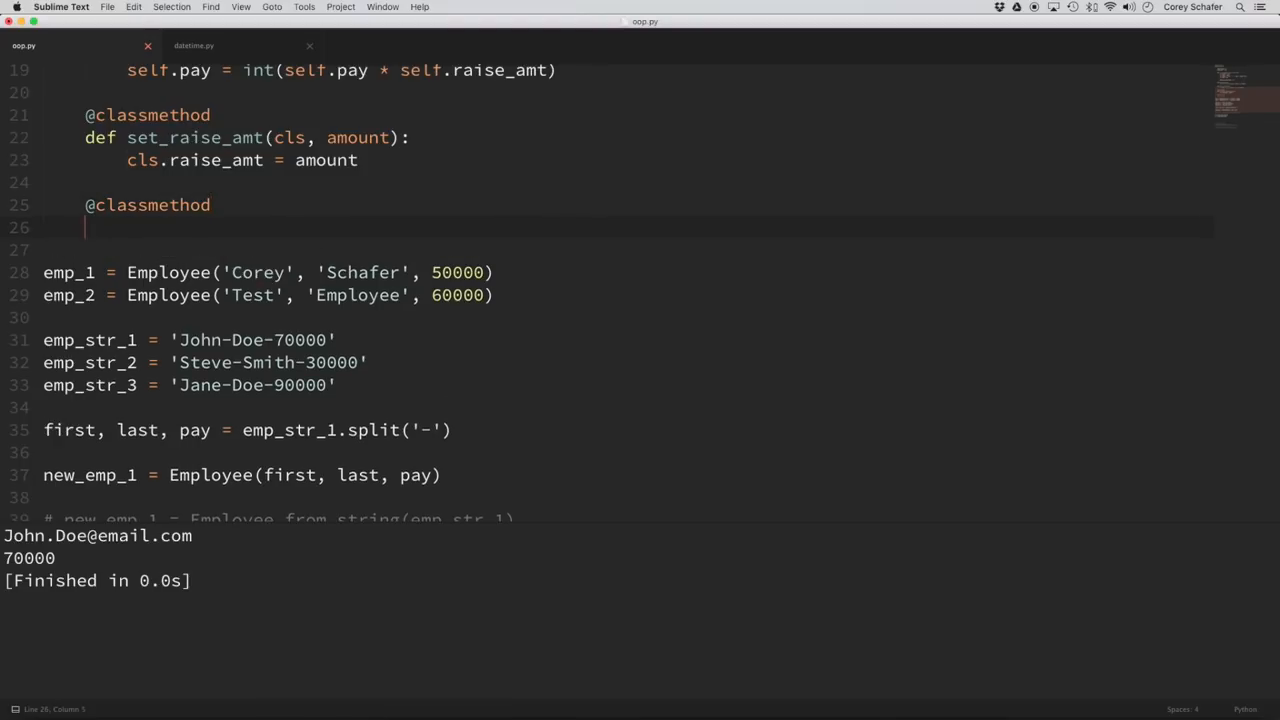 Sublime Text File Edit Selection Find View Goto Tools Project Window Help Corey Schafer
oop.py
oop.py datetime.py
19 self.pay = int(self.pay * self.raise_amt)
20
21 @classmethod
22 def set_raise_amt(cls, amount):
23 cls.raise_amt = amount
24
25 @classmethod
26
27
28 emp_1 = Employee('Corey', 'Schafer', 50000)
29 emp_2 = Employee('Test', 'Employee', 60000)
30
31 emp_str_1 = 'John-Doe-70000'
32 emp_str_2 = 'Steve-Smith-30000'
33 emp_str_3 = 'Jane-Doe-90000'
34
35 first, last, pay = emp_str_1.split('-')
36
37 new_emp_1 = Employee(first, last, pay)
38
39 # new_emp_1 = Employee.from_string(emp_str_1)
John.Doe@email.com
70000
[Finished in 0.0s]
Line 26, Column 5 Spaces: 4 Python